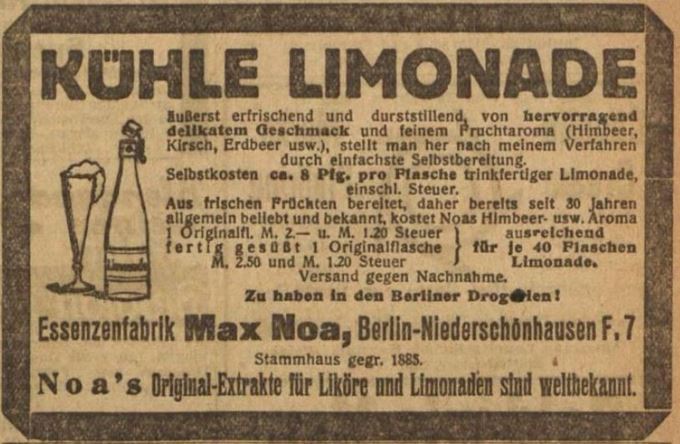 KÜHLE LIMONADE
äußerst erfrischend und durststillend, von hervorragend
delikatem Geschmack und feinem Fruchtaroma (Himbeer,
Kirsch, Erdbeer usw.), stellt man her nach meinem Verfahren
durch einfachste Selbstbereitung.
Selbstkosten ca. 8 Pfg. pro Flasche trinkfertiger Limonade,
einschl. Steuer.
Aus frischen Früchten bereitet, daher bereits seit 30 Jahren
allgemein beliebt und bekannt, kostet Noas Himbeer- usw. Aroma
1 Originalfl. M. 2.— u. M. 1.20 Steuer } ausreichend
fertig gesüßt 1 Originalflasche } für je 40 Flaschen
M. 2.50 und M. 1.20 Steuer } Limonade.
Versand gegen Nachnahme.
Limonade
Zu haben in den Berliner Drogerien!
Essenzenfabrik Max Noa, Berlin-Niederschönhausen F. 7
Stammhaus gegr. 1885.
Noa's Original-Extrakte für Liköre und Limonaden sind weltbekannt.